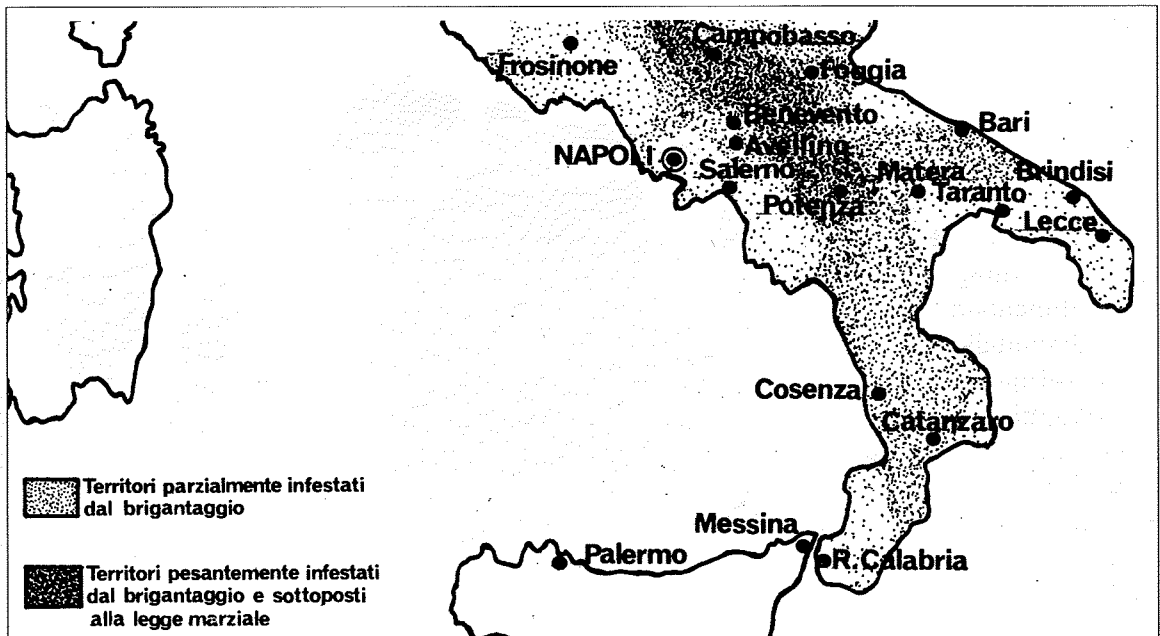 Campobasso
Frosinone
Foggia
Benevento
Bari
Avellino
NAPOLI
Salerno
Matera
Brindisi
Taranto
Potenza
Lecce
Cosenza
Catanzaro
Territori parzialmente infestati
dal brigantaggio
Messina
Palermo
R. Calabria
Territori pesantemente infestati
dal brigantaggio e sottoposti
alla legge marziale